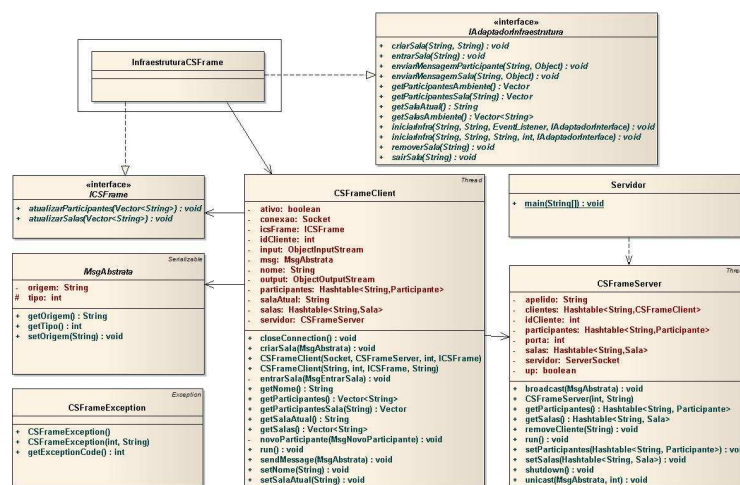 «interface»
IAdaptadorInfraestrutura
+ criarSala(String, String) : void
+ entrarSala(String) : void
+ enviarMensagemParticipante(String, Object) : void
+ enviarMensagemSala(String, Object) : void
+ getParticipantesAmbiente() : Vector
+ getParticipantesSala(String) : Vector
+ getSalaAtual() : String
+ getSalasAmbiente() : Vector<String>
+ iniciarInfra(String, String, EventListener, IAdaptadorInterface) : void
+ iniciarInfra(String, String, String, int, IAdaptadorInterface) : void
+ removerSala(String) : void
+ sairSala(String) : void
InfraestruturaCSFrame
«interface»
ICSFrame
+ atualizarParticipantes(Vector<String>) : void
+ atualizarSalas(Vector<String>) : void
Thread
CSFrameClient
- ativo: boolean
- conexao: Socket
- icsFrame: ICSFrame
- idCliente: int
- input: ObjectInputStream
- msg: MsgAbstrata
- nome: String
- output: ObjectOutputStream
- participantes: Hashtable<String,Participante>
- salaAtual: String
- salas: Hashtable<String,Sala>
- servidor: CSFrameServer
+ closeConnection() : void
+ criarSala(MsgAbstrata) : void
+ CSFrameClient(Socket, CSFrameServer, int, ICSFrame)
+ CSFrameClient(String, int, ICSFrame, String)
- entrarSala(MsgEntrarSala) : void
+ getNome() : String
+ getParticipantes() : Vector<String>
+ getParticipantesSala(String) : Vector
+ getSalaAtual() : String
+ getSalas() : Vector<String>
- novoParticipante(MsgNovoParticipante) : void
+ run() : void
+ sendMessage(MsgAbstrata) : void
+ setNome(String) : void
+ setSalaAtual(String) : void
Servidor
+ main(String[]) : void
Serializable
MsgAbstrata
- origem: String
# tipo: int
+ getOrigem() : String
+ getTipo() : int
+ setOrigem(String) : void
CSFrameServer
- apelido: String
- clientes: Hashtable<String,CSFrameClient>
- idCliente: int
- participantes: Hashtable<String,Participante>
- porta: int
- salas: Hashtable<String,Sala>
- servidor: ServerSocket
- up: boolean
+ broadcast(MsgAbstrata) : void
+ CSFrameServer(int, String)
+ getParticipantes() : Hashtable<String, Participante>
+ getSalas() : Hashtable<String, Sala>
+ removeCliente(String) : void
+ run() : void
+ setParticipantes(Hashtable<String, Participante>) : void
+ setSalas(Hashtable<String, Sala>) : void
+ shutdown() : void
+ unicast(MsgAbstrata, int) : void
Exception
CSFrameException
+ CSFrameException()
+ CSFrameException(int, String)
+ getExceptionCode() : int